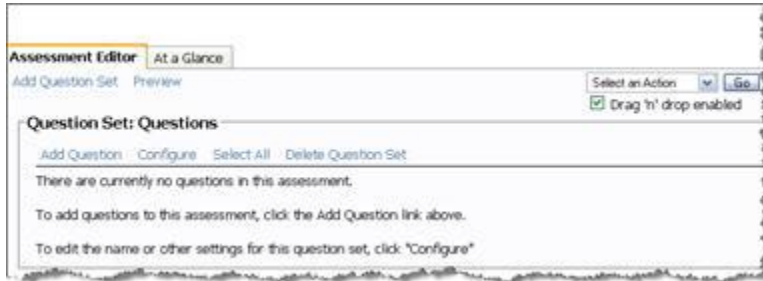 Assessment Editor At a Glance
Add Question Set Preview
Select an Action Go
Drag 'n' drop enabled
Question Set: Questions
Add Question Configure Select All Delete Question Set
There are currently no questions in this assessment.
To add questions to this assessment, click the Add Question link above.
To edit the name or other settings for this question set, click "Configure"